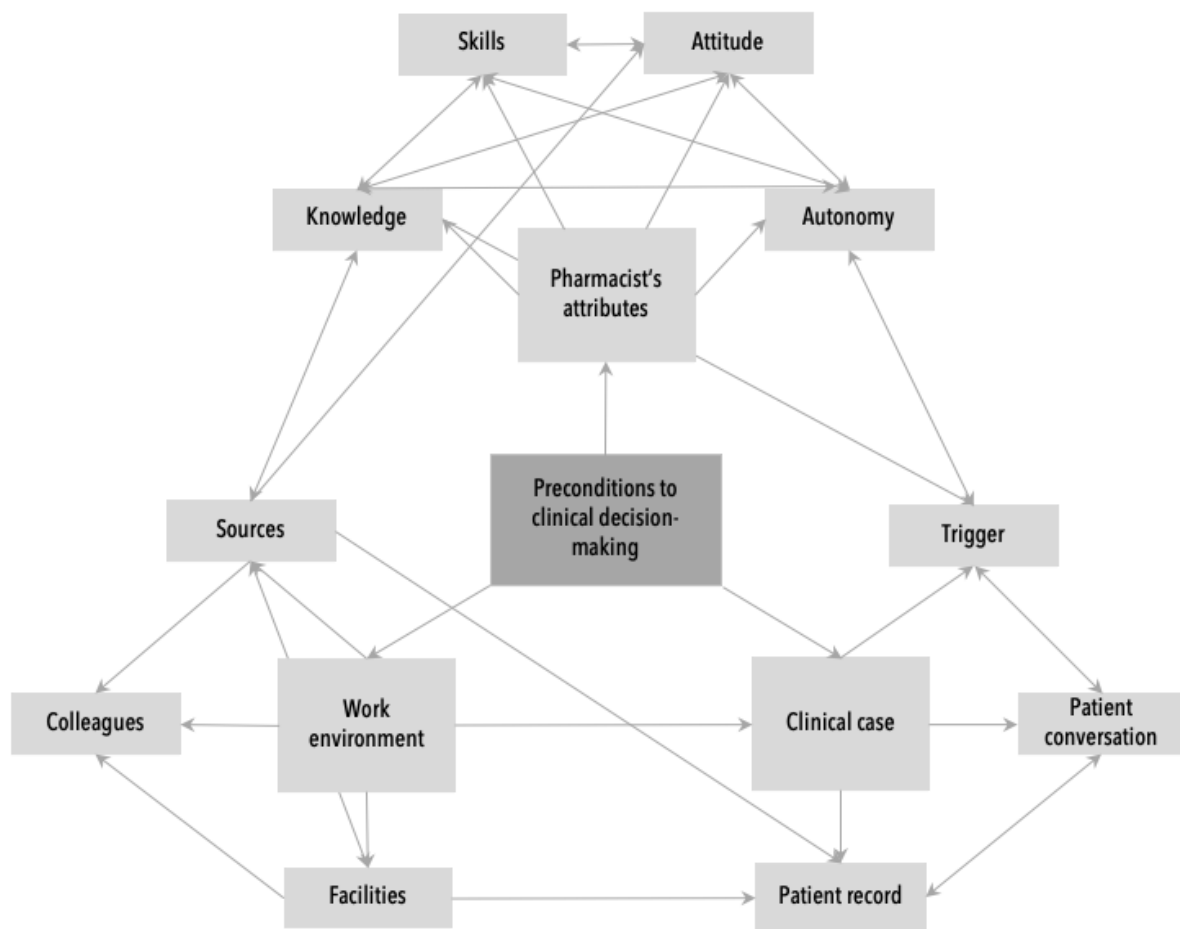 Skills
Attitude
Knowledge
Autonomy
Pharmacist‘s
attributes
Preconditions to
clinical decision-
making
Sources
Trigger
Colleagues
Work
environment
Clinical case
Patient
conversation
Facilities
Patient record